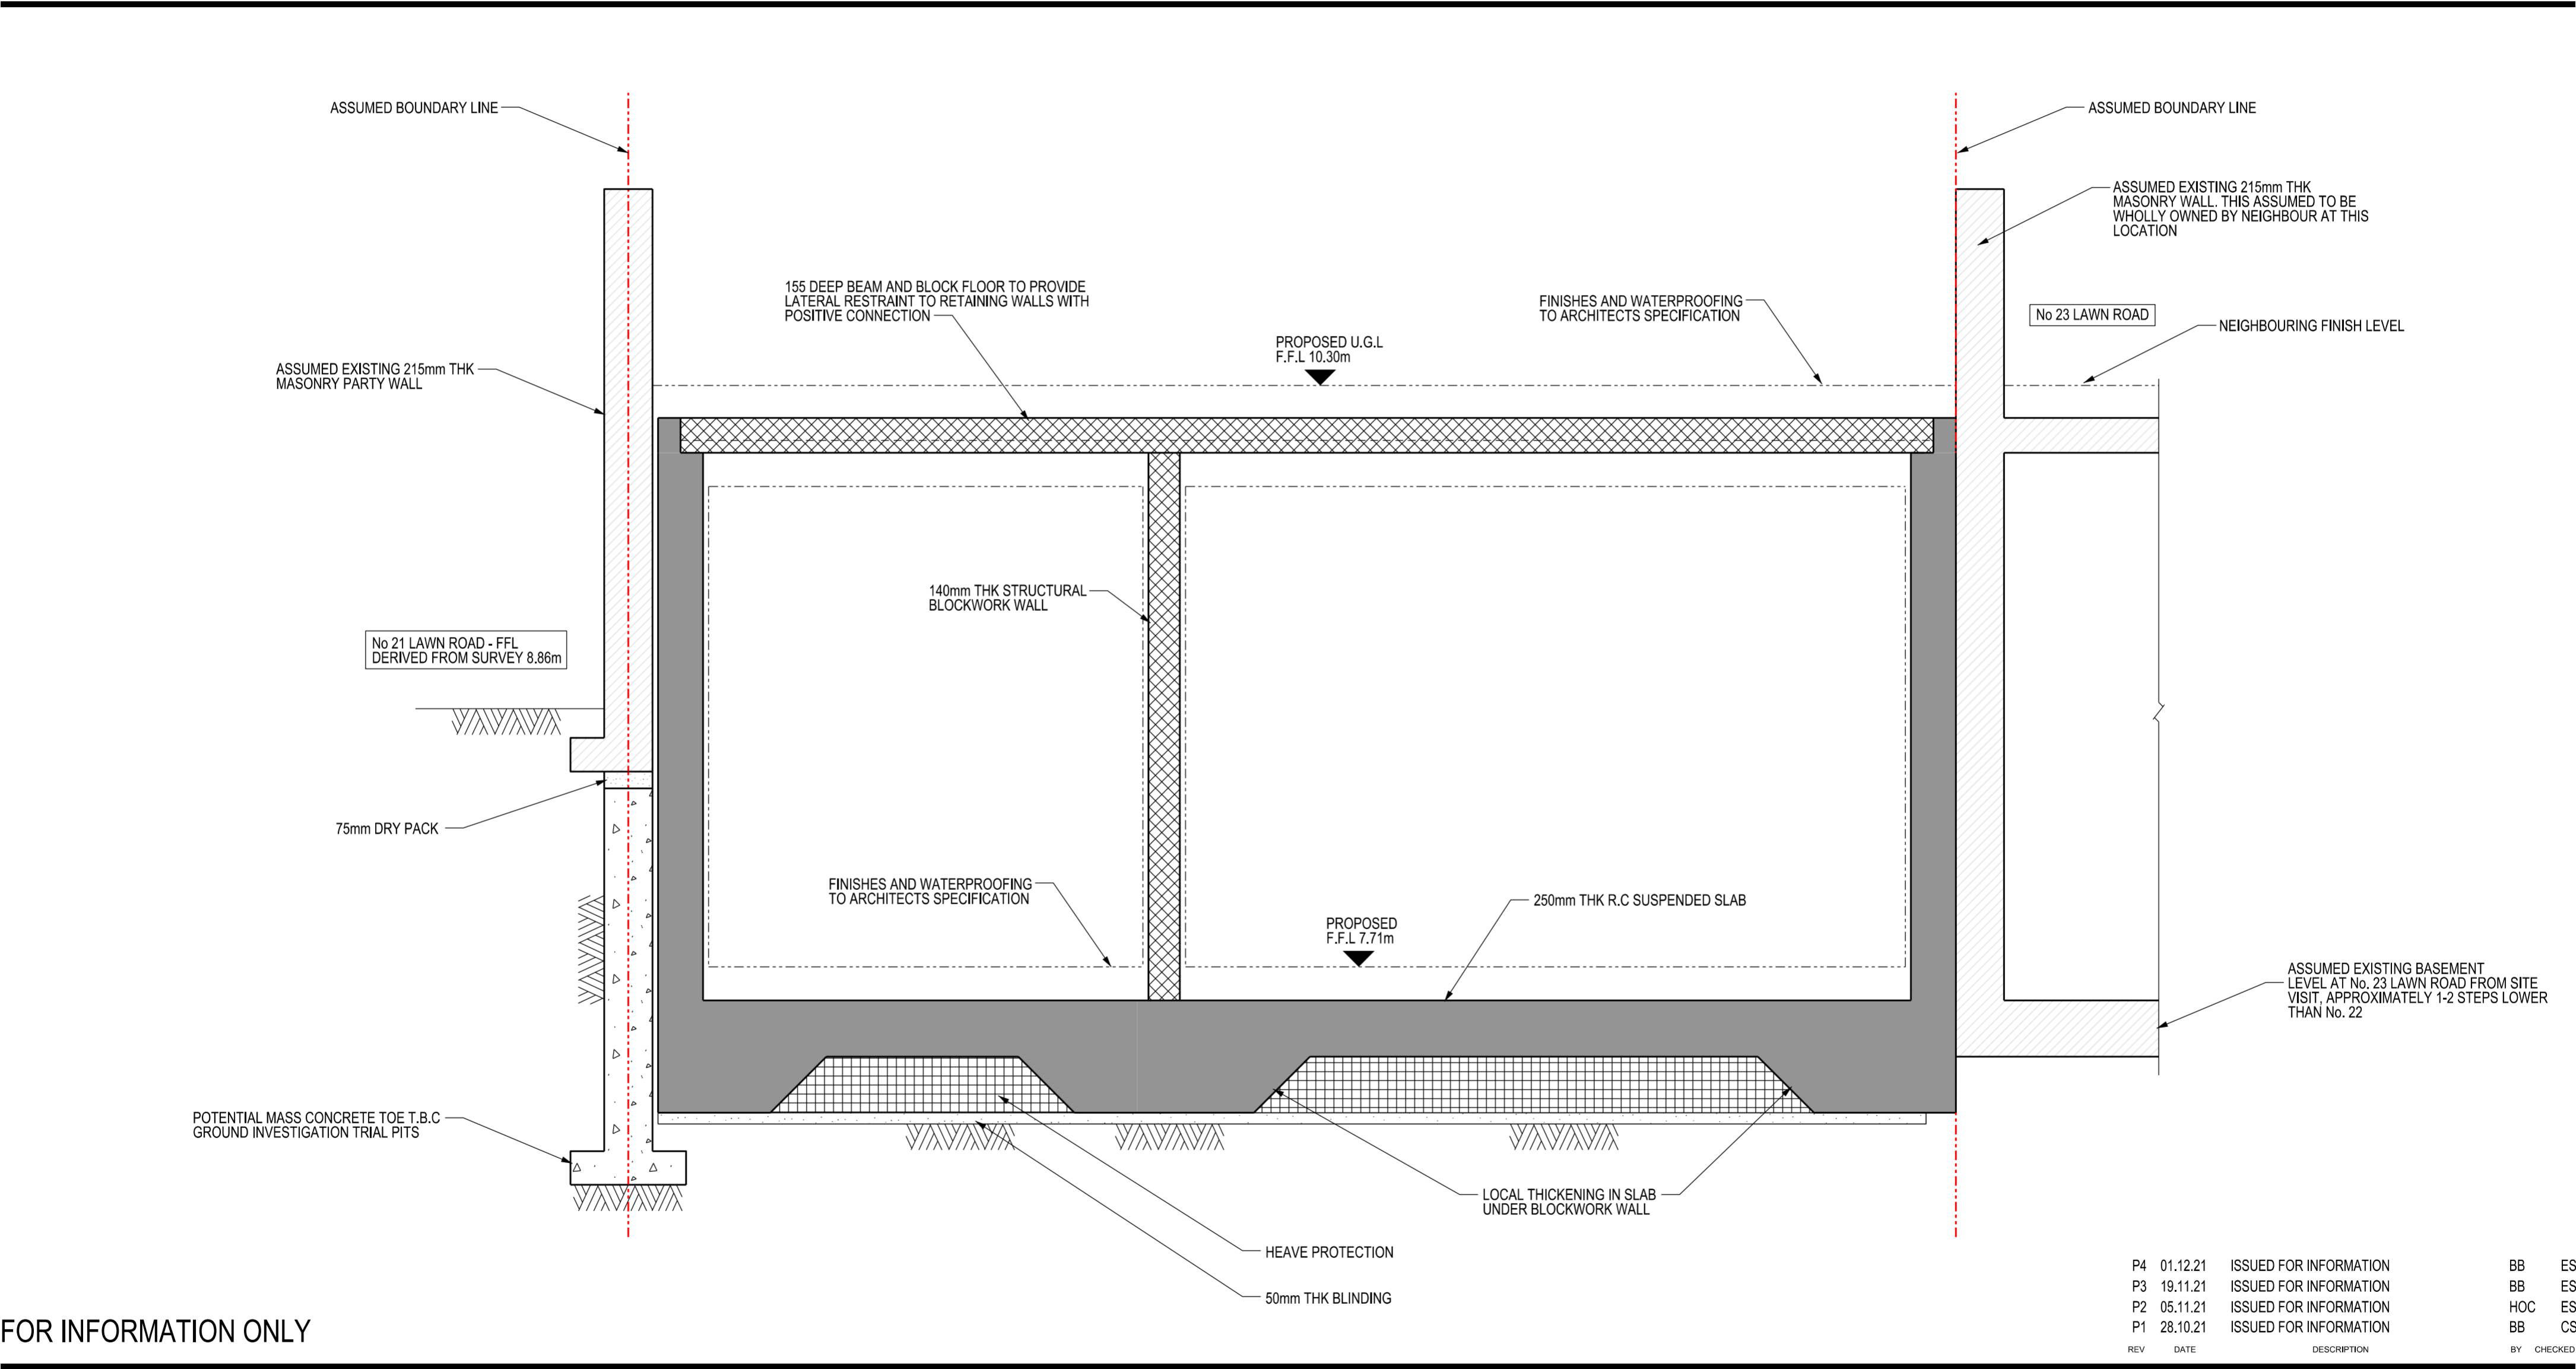 ASSUMED BOUNDARY LINE
ASSUMED BOUNDARY LINE
ASSUMED EXISTING 215mm THK
MASONRY WALL. THIS ASSUMED TO BE
WHOLLY OWNED BY NEIGHBOUR AT THIS
LOCATION
155 DEEP BEAM AND BLOCK FLOOR TO PROVIDE
LATERAL RESTRAINT TO RETAINING WALLS WITH
POSITIVE CONNECTION
FINISHES AND WATERPROOFING
TO ARCHITECTS SPECIFICATION
No 23 LAWN ROAD
NEIGHBOURING FINISH LEVEL
PROPOSED U.G.L
F.F.L 10.30m
ASSUMED EXISTING 215mm THK
MASONRY PARTY WALL
140mm THK STRUCTURAL
BLOCKWORK WALL
No 21 LAWN ROAD - FFL
DERIVED FROM SURVEY 8.86m
75mm DRY PACK
FINISHES AND WATERPROOFING
TO ARCHITECTS SPECIFICATION
250mm THK R.C SUSPENDED SLAB
PROPOSED
F.F.L 7.71m
ASSUMED EXISTING BASEMENT
LEVEL AT No. 23 LAWN ROAD FROM SITE
VISIT, APPROXIMATELY 1-2 STEPS LOWER
THAN No. 22
POTENTIAL MASS CONCRETE TOE T.B.C
GROUND INVESTIGATION TRIAL PITS
LOCAL THICKENING IN SLAB
UNDER BLOCKWORK WALL
HEAVE PROTECTION
50mm THK BLINDING
FOR INFORMATION ONLY
P4 01.12.21 ISSUED FOR INFORMATION BB ES
P3 19.11.21 ISSUED FOR INFORMATION BB ES
P2 05.11.21 ISSUED FOR INFORMATION HOC ES
P1 28.10.21 ISSUED FOR INFORMATION BB CS
REV DATE DESCRIPTION BY CHECKED